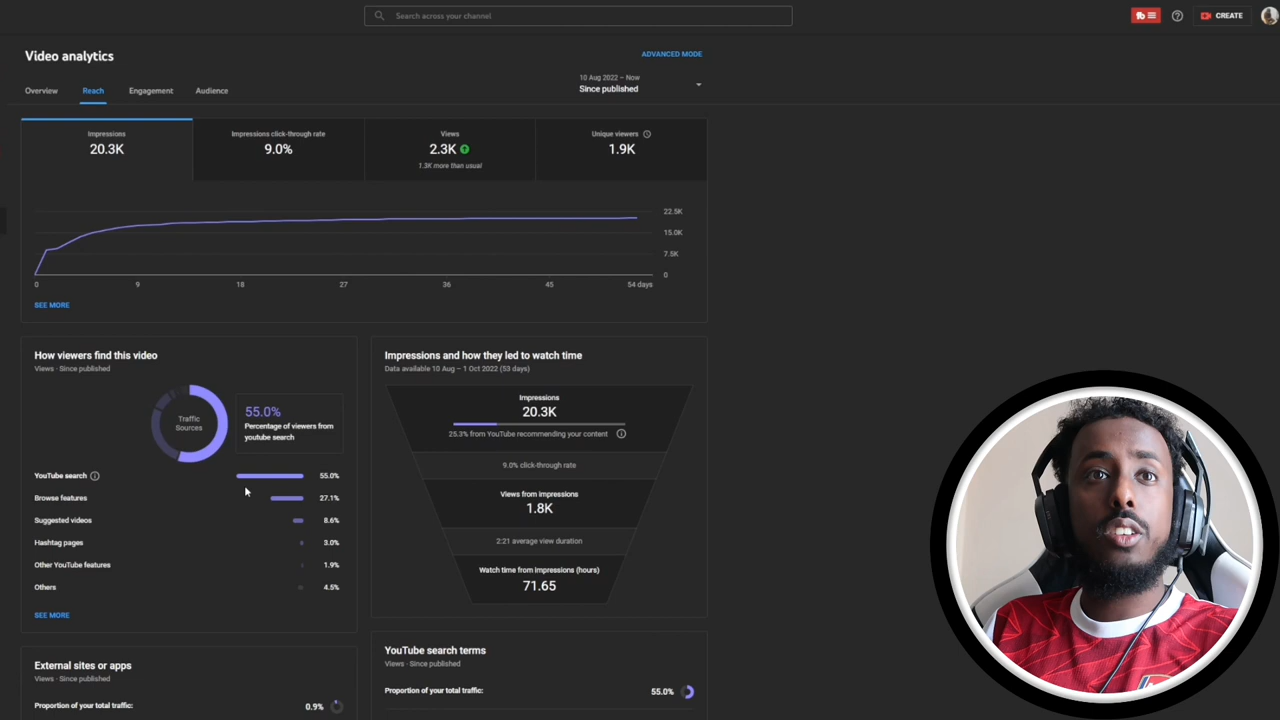 Search across your channel
CREATE
Video analytics
ADVANCED MODE
10 Aug 2022 – Now
Since published
Overview
Reach
Engagement
Audience
Impressions
20.3K
Impressions click-through rate
9.0%
Views
2.3K
1.3K more than usual
Unique viewers
1.9K
22.5K
15.0K
7.5K
0
0
9
18
27
36
45
54 days
SEE MORE
How viewers find this video
Views · Since published
Traffic
Sources
55.0%
Percentage of viewers from
youtube search
YouTube search
55.0%
Browse features
27.1%
Suggested videos
8.6%
Hashtag pages
3.0%
Other YouTube features
1.9%
Others
4.5%
SEE MORE
Impressions and how they led to watch time
Data available 10 Aug – 1 Oct 2022 (53 days)
Impressions
20.3K
25.3% from YouTube recommending your content
9.0% click-through rate
Views from impressions
1.8K
2:21 average view duration
Watch time from impressions (hours)
71.65
External sites or apps
Views · Since published
Proportion of your total traffic:
0.9%
YouTube search terms
Views · Since published
Proportion of your total traffic:
55.0%